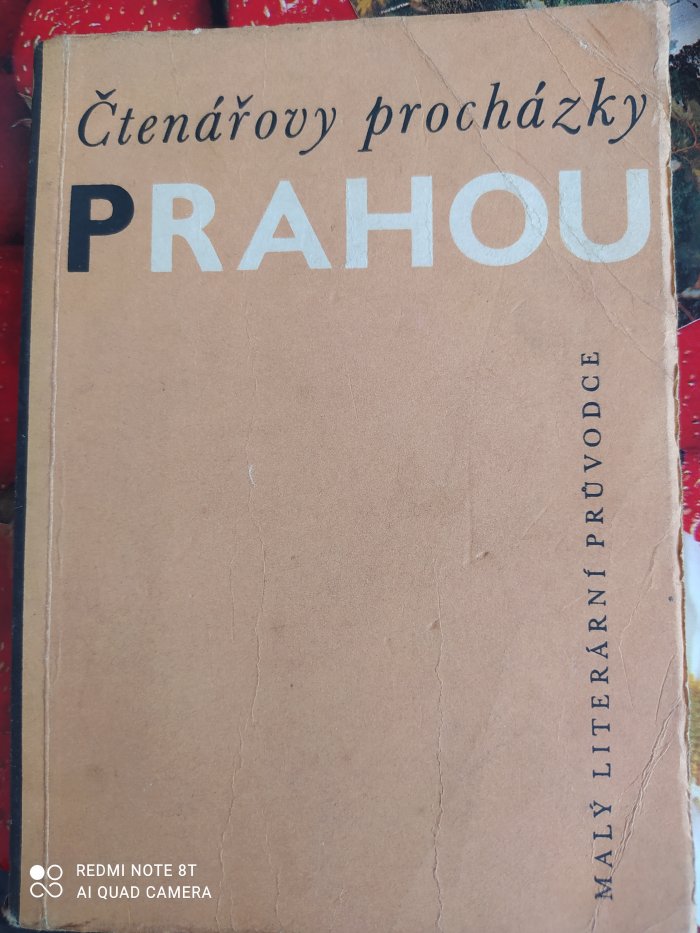 Čtenářovy procházky
PRAHOU
MALÝ LITERÁRNÍ PRŮVODCE
REDMI NOTE 8T
AI QUAD CAMERA